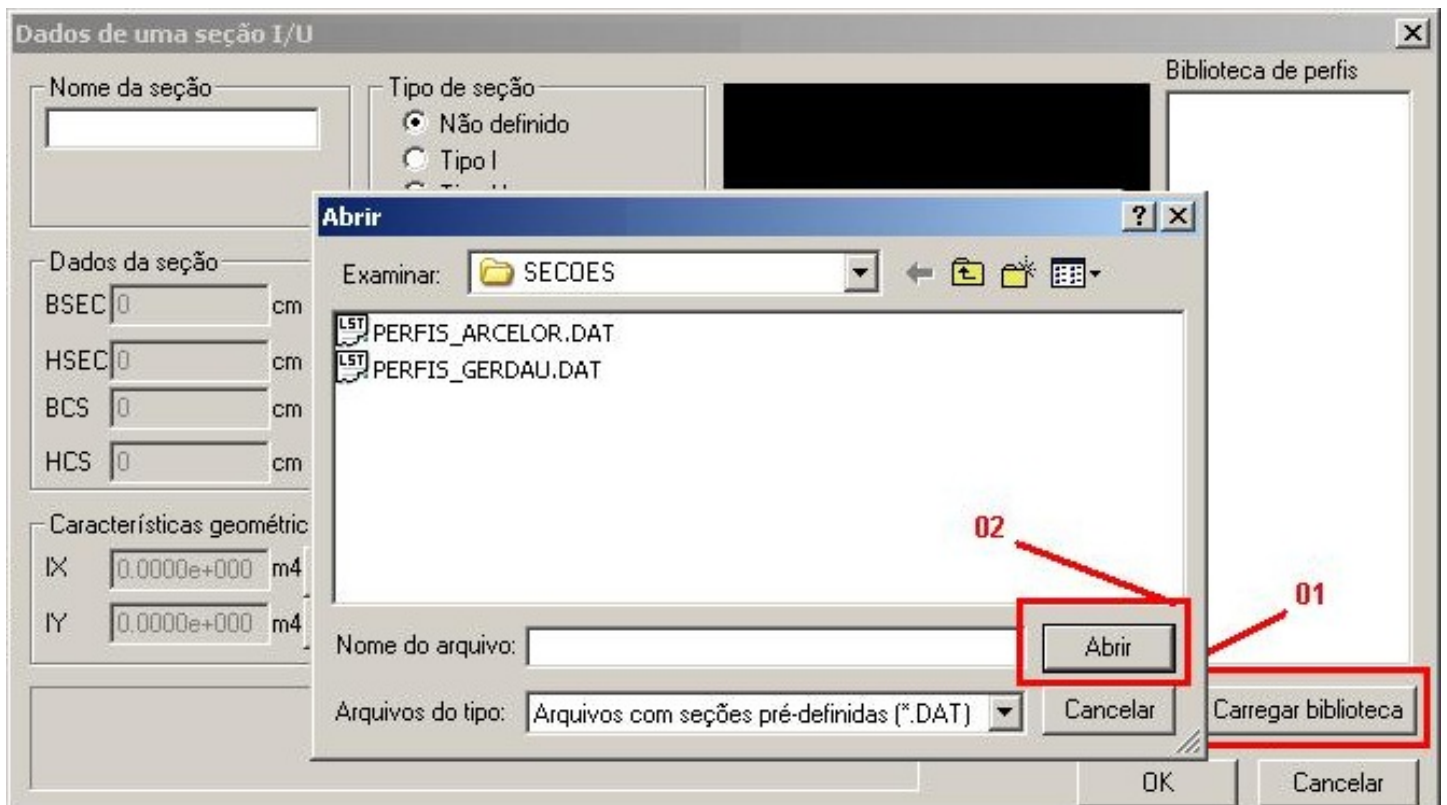 Dados de uma seção I/U
Nome da seção
Tipo de seção
Não definido
Tipo I
Biblioteca de perfis
Dados da seção
BSEC 0 cm
HSEC 0 cm
BCS 0 cm
HCS 0 cm
Características geométric
IX 0.0000e+000 m4
IY 0.0000e+000 m4
Abrir
Examinar: SECOES
LST PERFIS_ARCELOR.DAT
LST PERFIS_GERDAU.DAT
02
01
Nome do arquivo: Abrir
Arquivos do tipo: Arquivos com seções pré-definidas (*.DAT) Cancelar
Carregar biblioteca
OK Cancelar